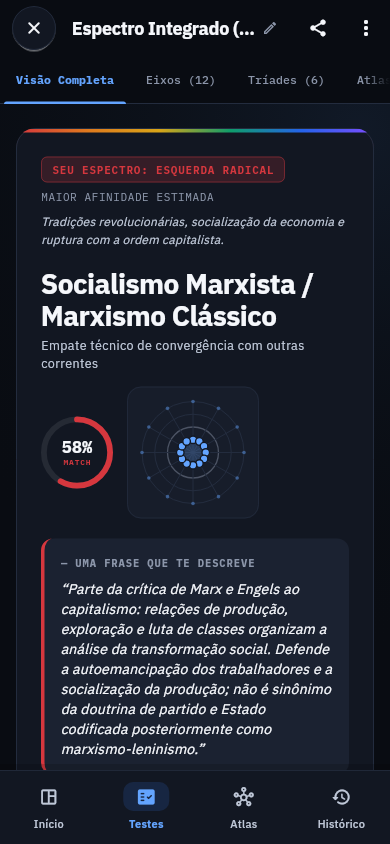 Espectro Integrado (...
Visão Completa
Eixos (12)
Tríades (6)
Atlas
SEU ESPECTRO: ESQUERDA RADICAL
MAIOR AFINIDADE ESTIMADA
Tradições revolucionárias, socialização da economia e
ruptura com a ordem capitalista.
Socialismo Marxista /
Marxismo Clássico
Empate técnico de convergência com outras
correntes
58%
MATCH
— UMA FRASE QUE TE DESCREVE
“Parte da crítica de Marx e Engels ao
capitalismo: relações de produção,
exploração e luta de classes organizam a
análise da transformação social. Defende
a autoemancipação dos trabalhadores e a
socialização da produção; não é sinônimo
da doutrina de partido e Estado
codificada posteriormente como
marxismo-leninismo.”
Início
Testes
Atlas
Histórico